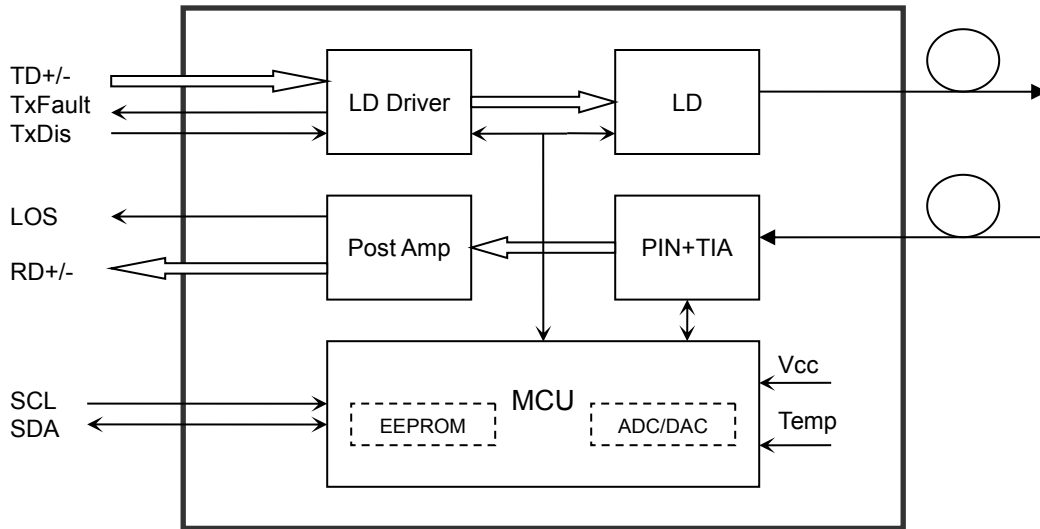 TD+/-
TxFault
TxDis
LD Driver
LD
LOS
RD+/-
Post Amp
PIN+TIA
SCL
SDA
MCU
EEPROM
ADC/DAC
Vcc
Temp